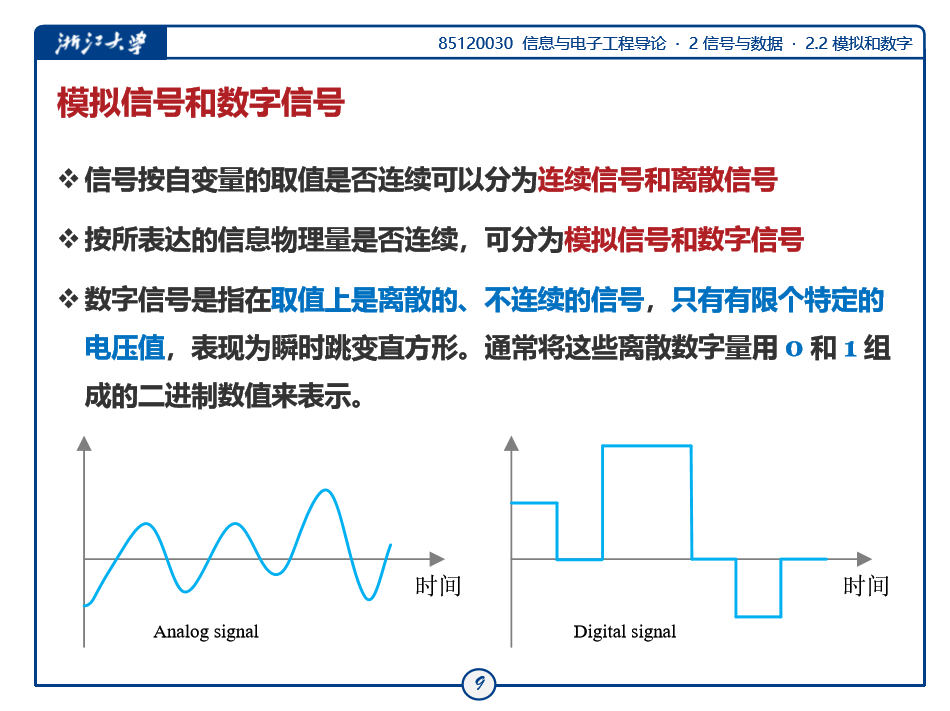 浙江大学
85120030 信息与电子工程导论 · 2 信号与数据 · 2.2 模拟和数字
模拟信号和数字信号
❖ 信号按自变量的取值是否连续可以分为连续信号和离散信号
❖ 按所表达的信息物理量是否连续，可分为模拟信号和数字信号
❖ 数字信号是指在取值上是离散的、不连续的信号，只有有限个特定的
电压值，表现为瞬时跳变直方形。通常将这些离散数字量用 0 和 1 组
成的二进制数值来表示。
时间
Analog signal
时间
Digital signal
9